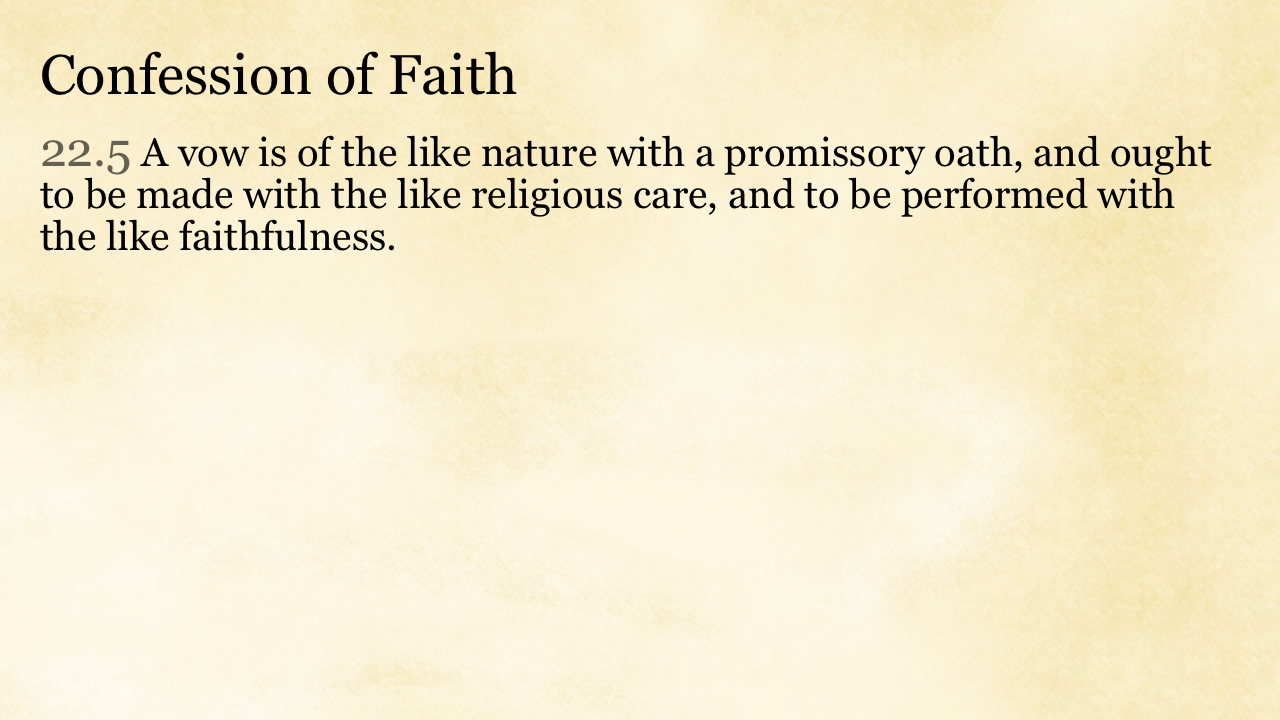 Confession of Faith
22.5 A vow is of the like nature with a promissory oath, and ought
to be made with the like religious care, and to be performed with
the like faithfulness.